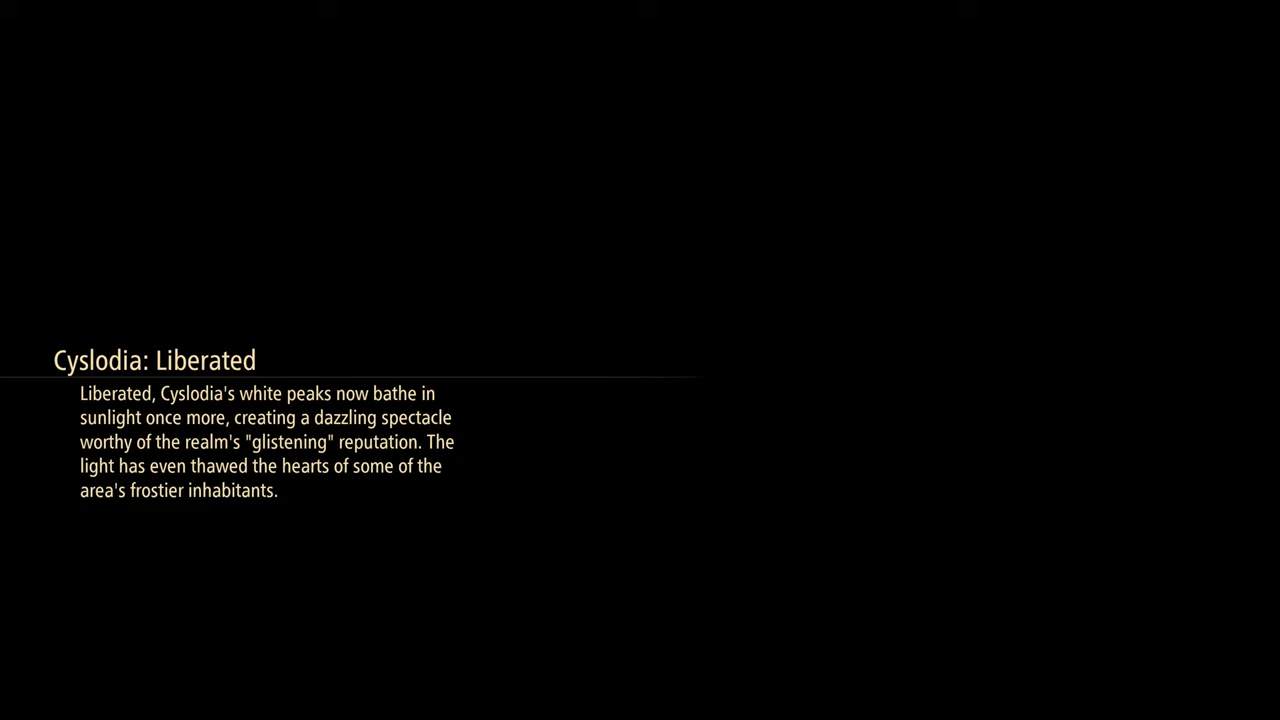 Cyslodia: Liberated
Liberated, Cyslodia's white peaks now bathe in
sunlight once more, creating a dazzling spectacle
worthy of the realm's "glistening" reputation. The
light has even thawed the hearts of some of the
area's frostier inhabitants.